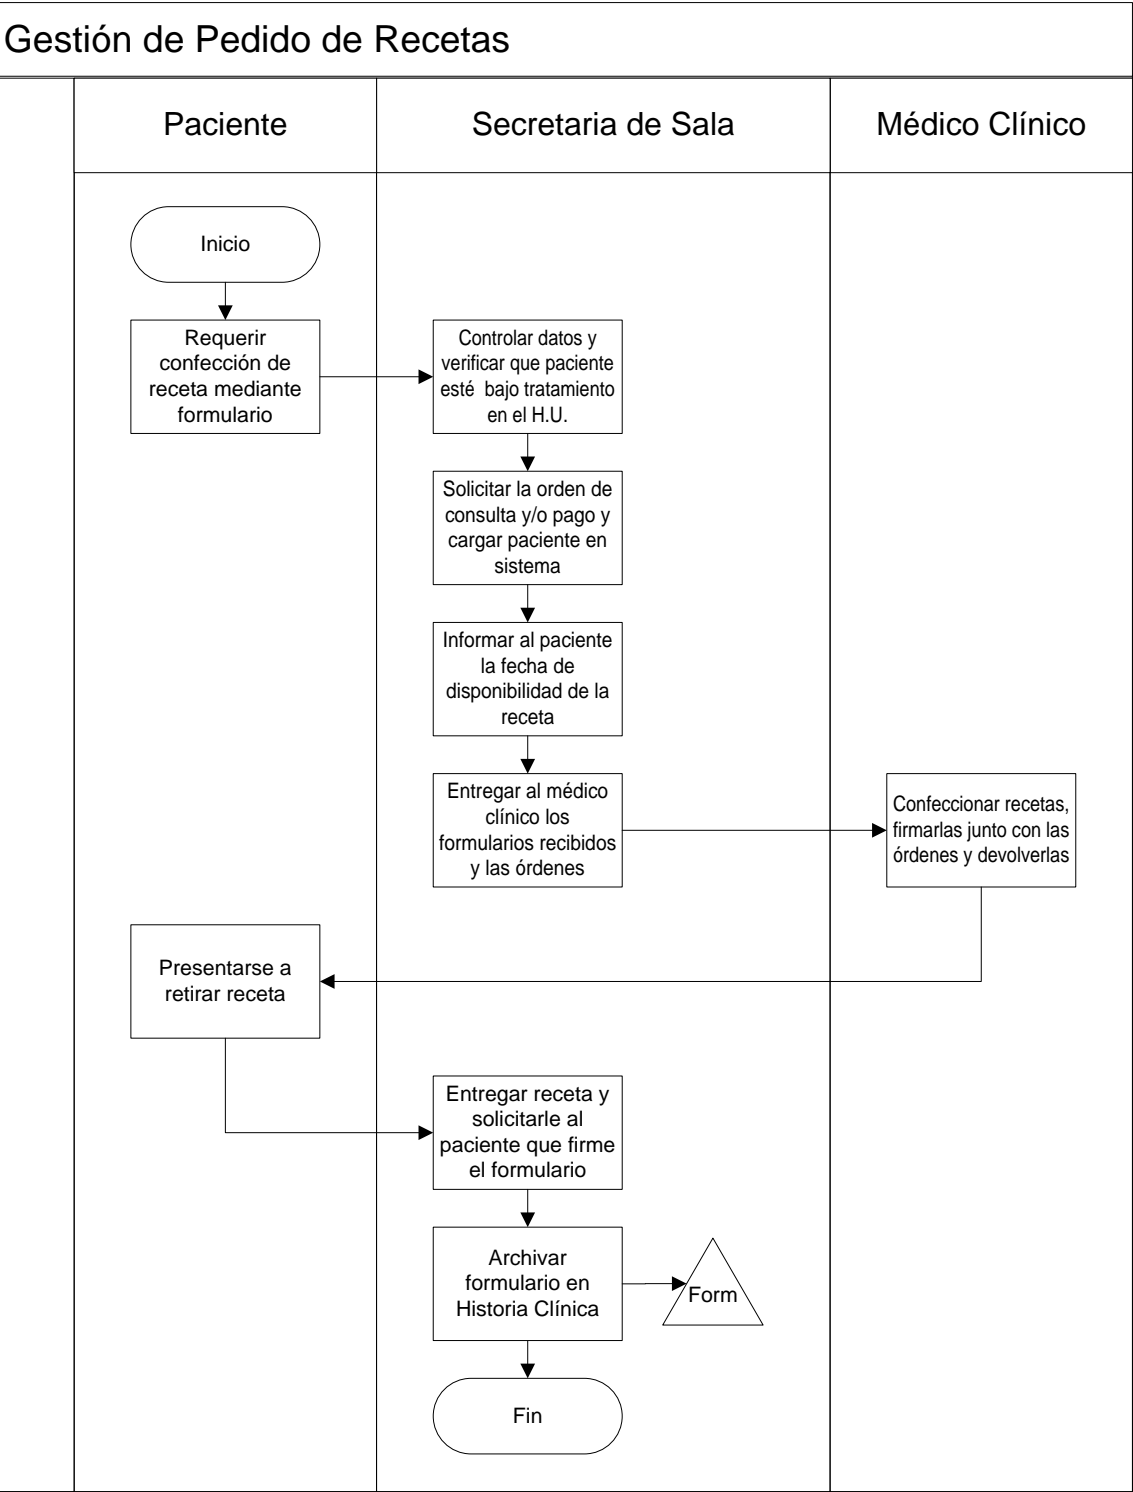 Gestión de Pedido de Recetas
Paciente
Secretaria de Sala
Médico Clínico
Inicio
Requerir
confección de
receta mediante
formulario
Controlar datos y
verificar que paciente
esté  bajo tratamiento
en el H.U.
Solicitar la orden de
consulta y/o pago y
cargar paciente en
sistema
Informar al paciente
la fecha de
disponibilidad de la
receta
Entregar al médico
clínico los
formularios recibidos
y las órdenes
Confeccionar recetas,
firmarlas junto con las
órdenes y devolverlas
Presentarse a
retirar receta
Entregar receta y
solicitarle al
paciente que firme
el formulario
Archivar
formulario en
Historia Clínica
Form
Fin